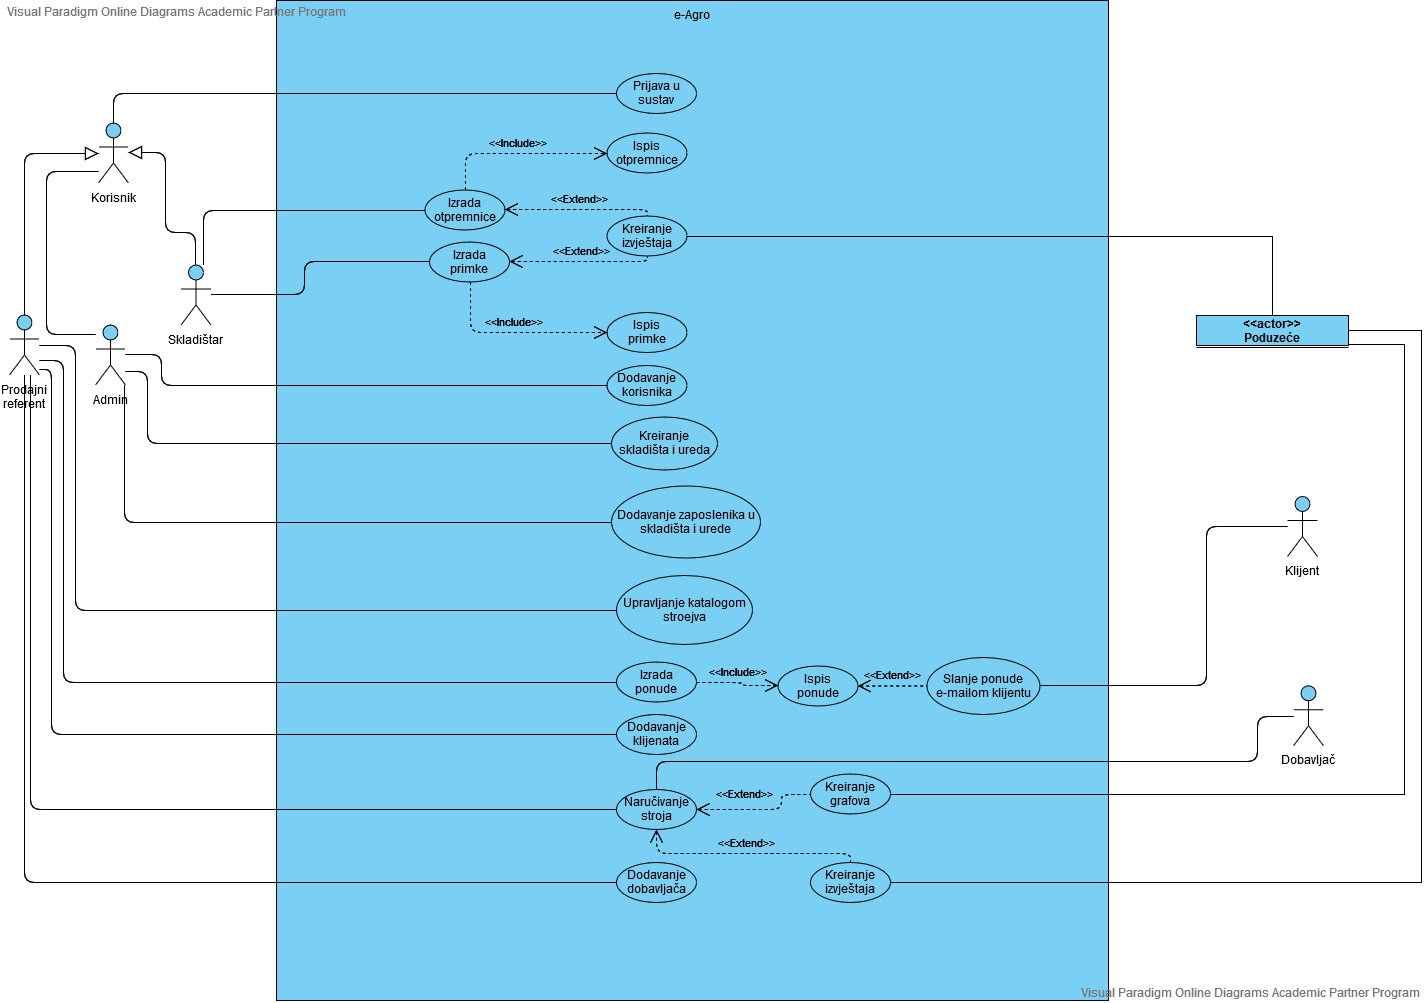 Visual Paradigm Online Diagrams Academic Partner Program
e-Agro
Prijava u
sustav
<<Include>>
Ispis
otpremnice
Korisnik
<<Extend>>
Izrada
otpremnice
Kreiranje
izvještaja
<<Extend>>
Izrada
primke
Skladištar
<<Include>>
Ispis
primke
<<actor>>
Poduzeće
Prodajni
referent
Admin
Dodavanje
korisnika
Kreiranje
skladišta i ureda
Dodavanje zaposlenika u
skladišta i urede
Klijent
Upravljanje katalogom
stroejva
Izrada
ponude
<<Include>>
Ispis
ponude
<<Extend>>
Slanje ponude
e-mailom klijentu
Dodavanje
klijenata
Dobavljač
Naručivanje
stroja
<<Extend>>
Kreiranje
grafova
<<Extend>>
Dodavanje
dobavljača
Kreiranje
izvještaja
Visual Paradigm Online Diagrams Academic Partner Program